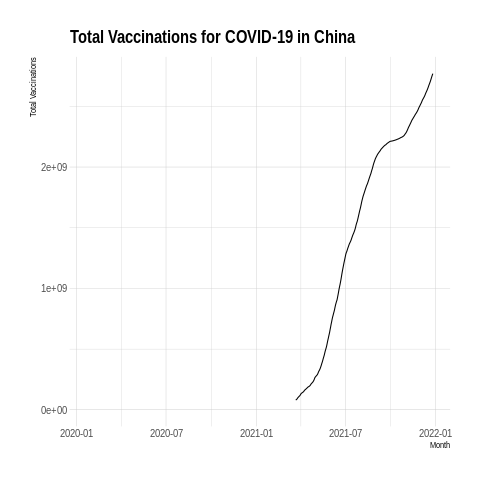 Total Vaccinations for COVID-19 in China
Total Vaccinations
2e+09
1e+09
0e+00
2020-01 2020-07 2021-01 2021-07 2022-01
Month